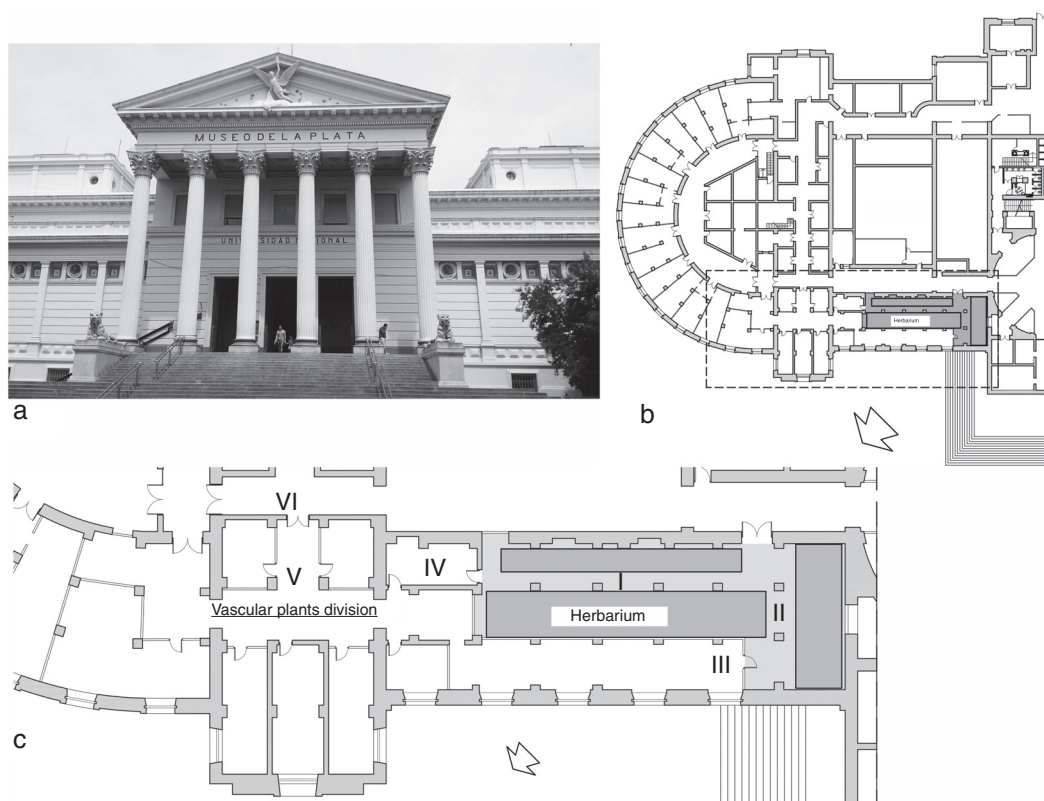 MUSEO DE LA PLATA
UNIVERSIDAD NACIONAL
a
Herbarium
b
VI
IV
V
I
Vascular plants division
Herbarium
II
III
c